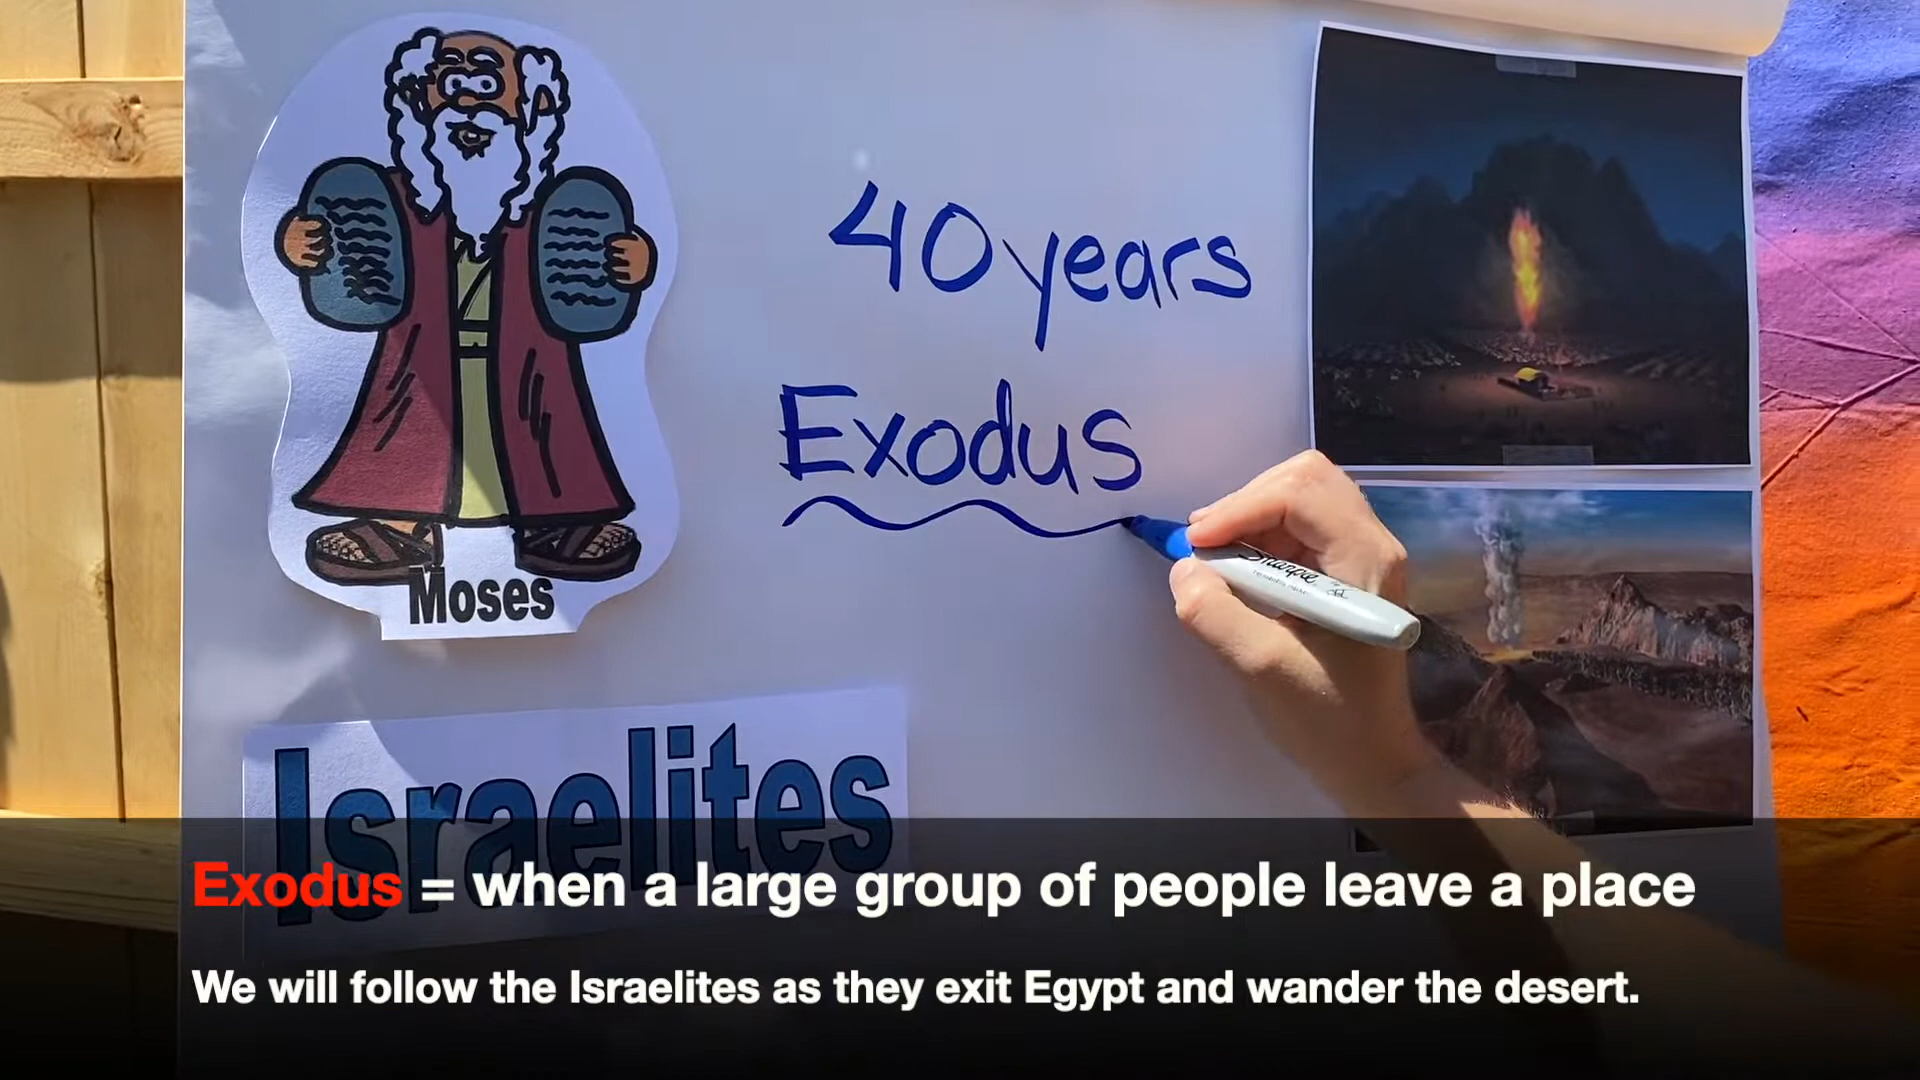 40 years
Exodus
Sharpie
Moses
Israelites
Exodus = when a large group of people leave a place
We will follow the Israelites as they exit Egypt and wander the desert.